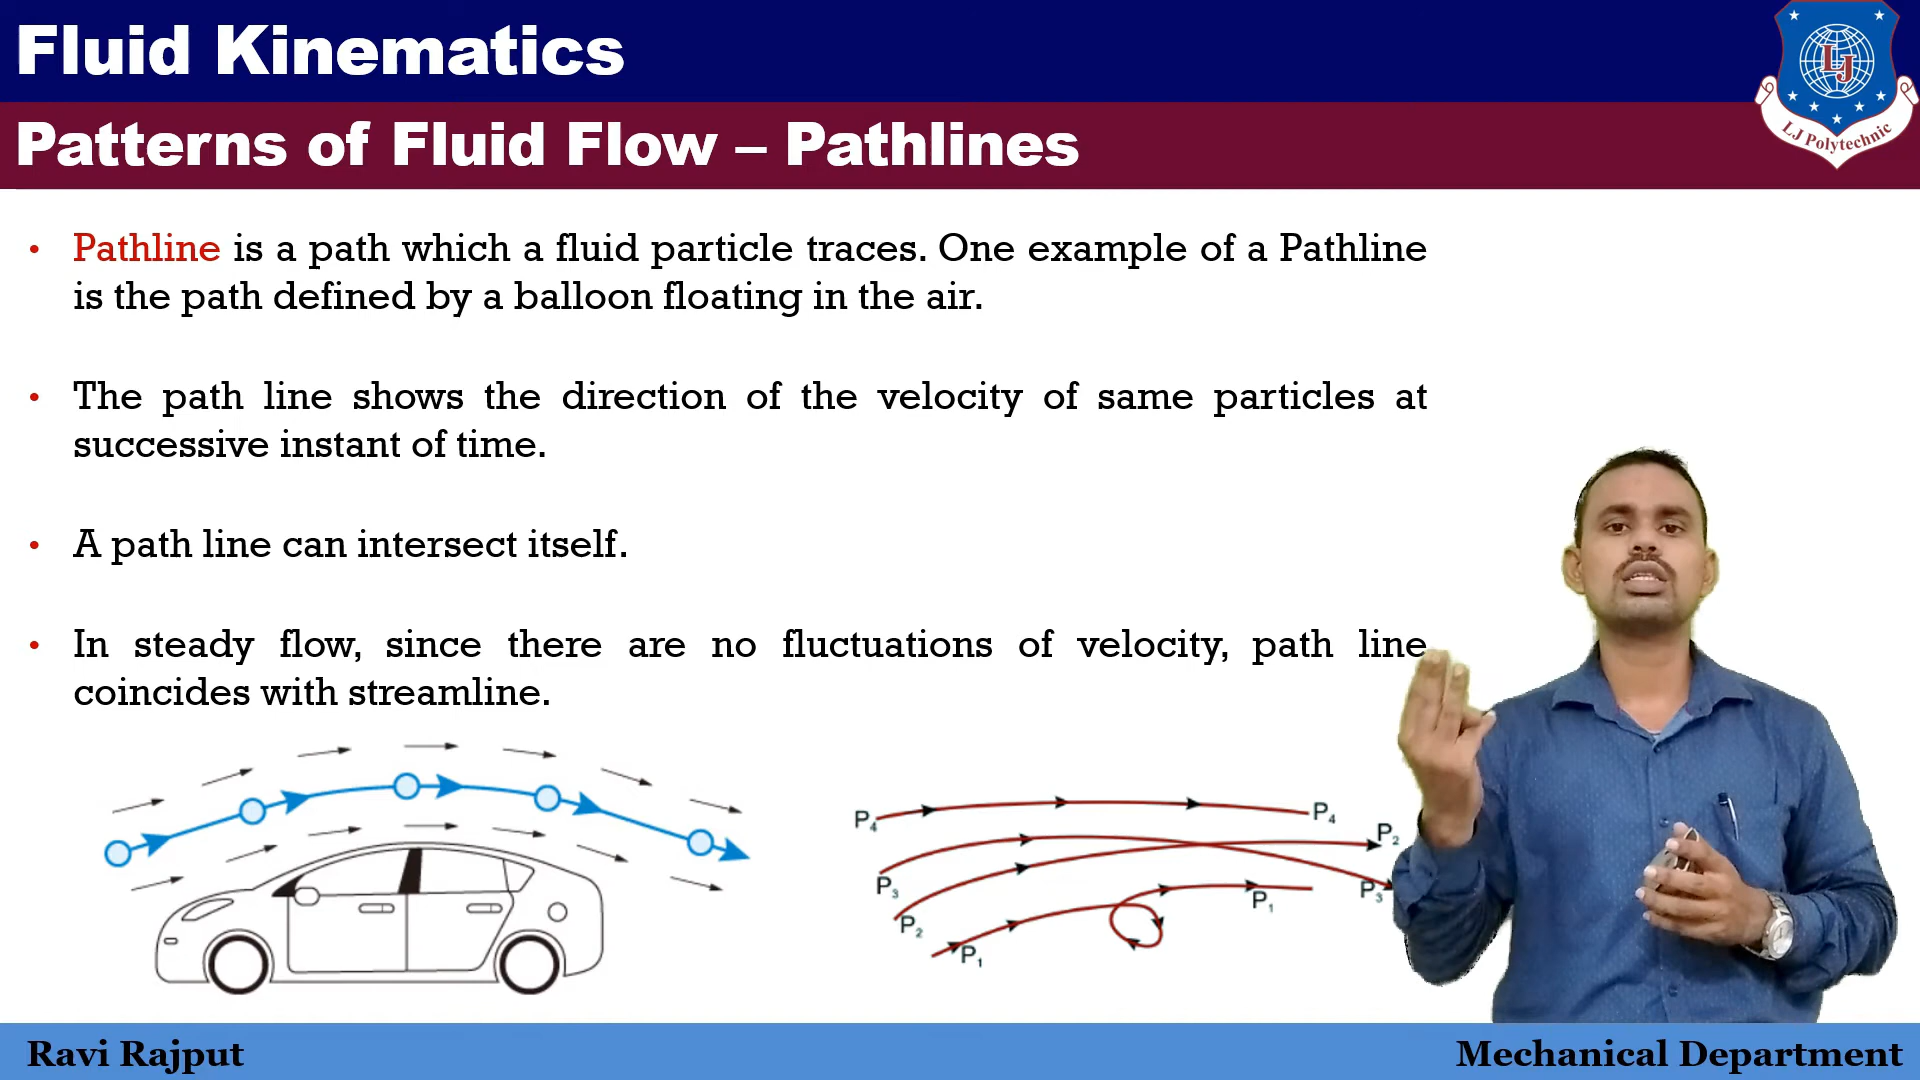 Fluid Kinematics
Patterns of Fluid Flow – Pathlines
LJ
LJ Polytechnic
• Pathline is a path which a fluid particle traces. One example of a Pathline
is the path defined by a balloon floating in the air.
• The path line shows the direction of the velocity of same particles at
successive instant of time.
• A path line can intersect itself.
• In steady flow, since there are no fluctuations of velocity, path line
coincides with streamline.
P₄ P₄
P₂
P₃ P₃
P₂ P₁
P₁
Ravi Rajput Mechanical Department